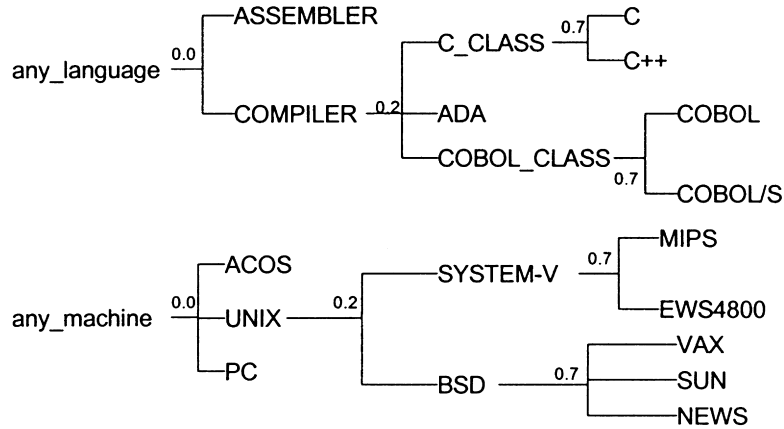 ASSEMBLER
any_language 0.0
COMPILER 0.2
C_CLASS 0.7
C
C++
ADA
COBOL_CLASS 0.7
COBOL
COBOL/S
any_machine 0.0
ACOS
UNIX 0.2
PC
SYSTEM-V 0.7
MIPS
EWS4800
BSD 0.7
VAX
SUN
NEWS